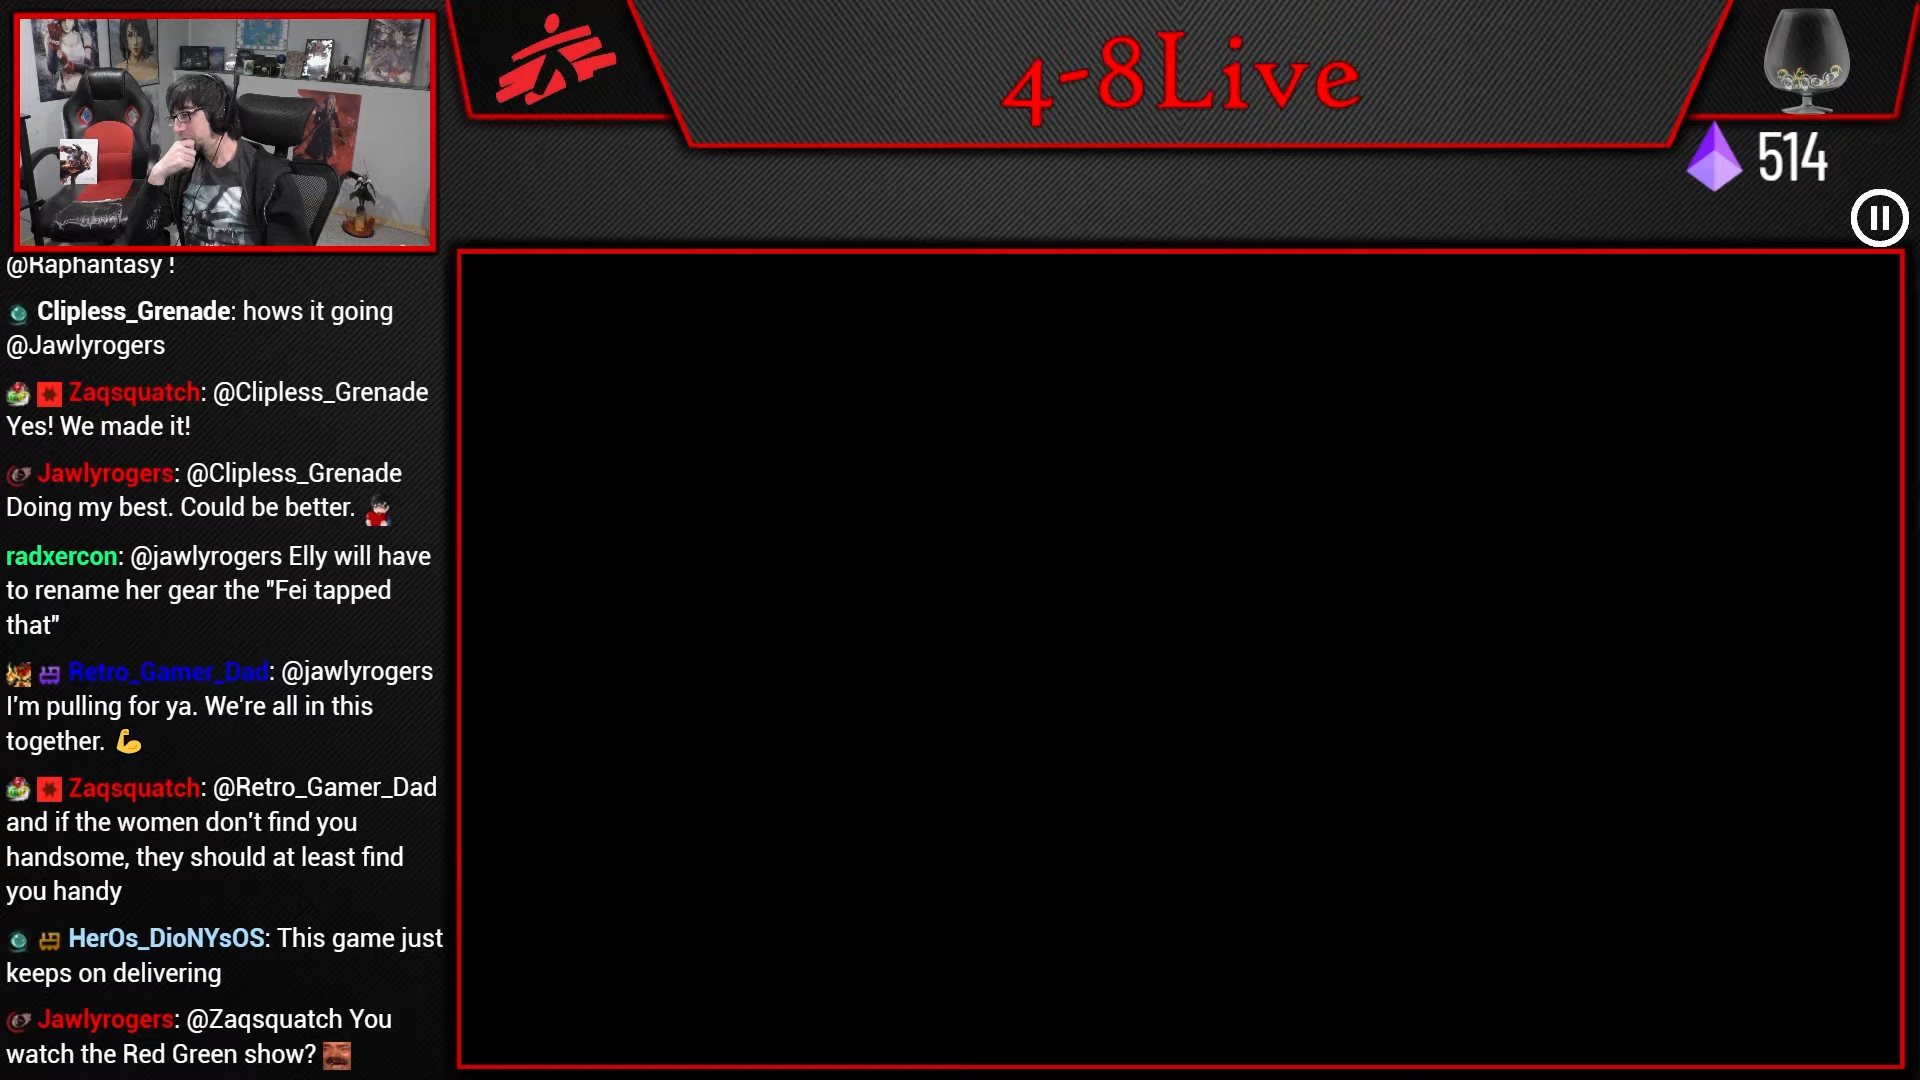 4-8Live
514
@Raphantasy !
Clipless_Grenade: hows it going
@Jawlyrogers
Zaqsquatch: @Clipless_Grenade
Yes! We made it!
Jawlyrogers: @Clipless_Grenade
Doing my best. Could be better.
radxercon: @jawlyrogers Elly will have
to rename her gear the "Fei tapped
that"
Retro_Gamer_Dad: @jawlyrogers
I'm pulling for ya. We're all in this
together. 💪
Zaqsquatch: @Retro_Gamer_Dad
and if the women don't find you
handsome, they should at least find
you handy
HerOs_DioNYsOS: This game just
keeps on delivering
Jawlyrogers: @Zaqsquatch You
watch the Red Green show?